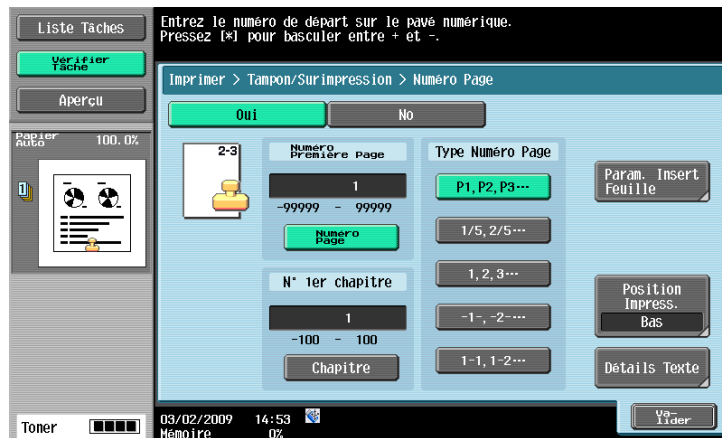 Liste Tâches
Vérifier
Tâche
Aperçu
Papier
Auto
100.0%
1
Toner
Entrez le numéro de départ sur le pavé numérique.
Pressez [*] pour basculer entre + et -.
Imprimer > Tampon/Surimpression > Numéro Page
Oui
No
2-3
Numéro
Première Page
1
-99999 - 99999
Numéro
Page
N° 1er chapitre
1
-100 - 100
Chapitre
Type Numéro Page
P1,P2,P3⋯
1/5,2/5⋯
1,2,3⋯
-1-,-2-⋯
1-1,1-2⋯
Param. Insert
Feuille
Position
Impress.
Bas
Détails Texte
Va-
lider
03/02/2009 14:53
Mémoire 0%